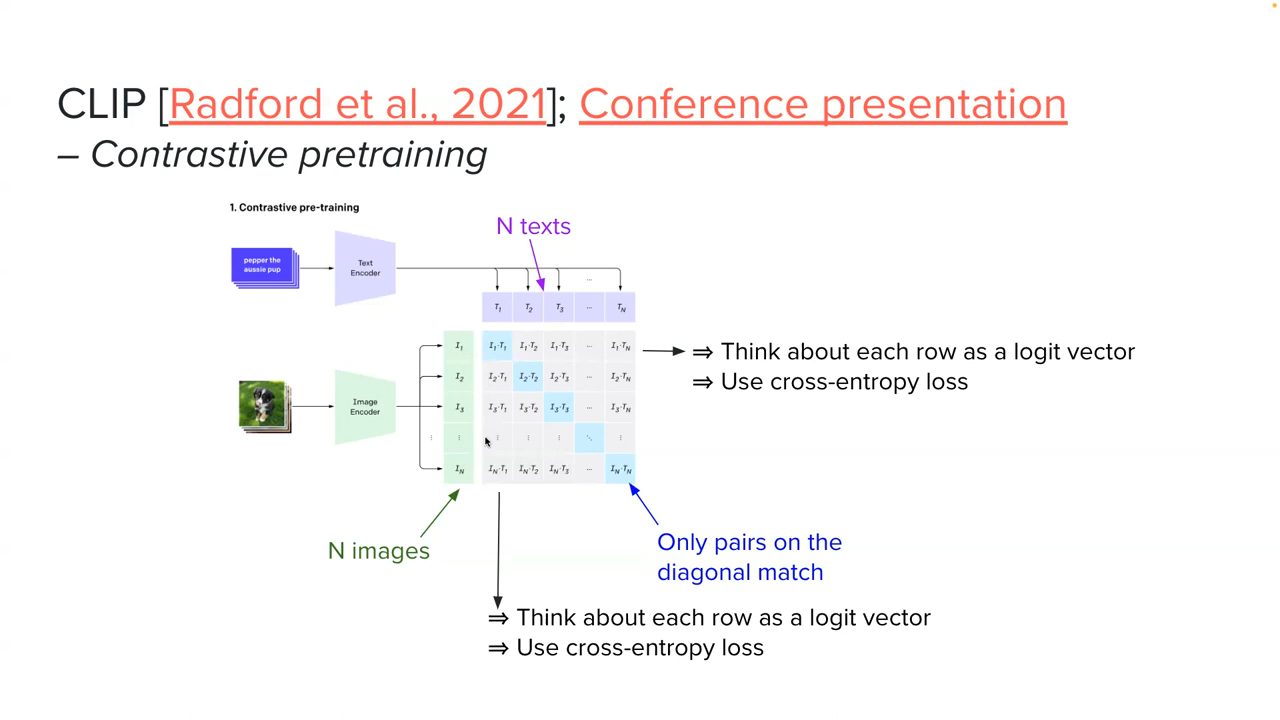 CLIP [Radford et al., 2021]; Conference presentation
– Contrastive pretraining
1. Contrastive pre-training
N texts
pepper the
aussie pup
Text
Encoder
...
T1 T2 T3 ... TN
I1 I1·T1 I1·T2 I1·T3 ... I1·TN
⇒ Think about each row as a logit vector
⇒ Use cross-entropy loss
I2 I2·T1 I2·T2 I2·T3 ... I2·TN
Image
Encoder
I3 I3·T1 I3·T2 I3·T3 ... I3·TN
⋮ ⋮ ⋮ ⋮ ⋮ ⋱ ⋮
IN IN·T1 IN·T2 IN·T3 ... IN·TN
N images
Only pairs on the
diagonal match
⇒ Think about each row as a logit vector
⇒ Use cross-entropy loss